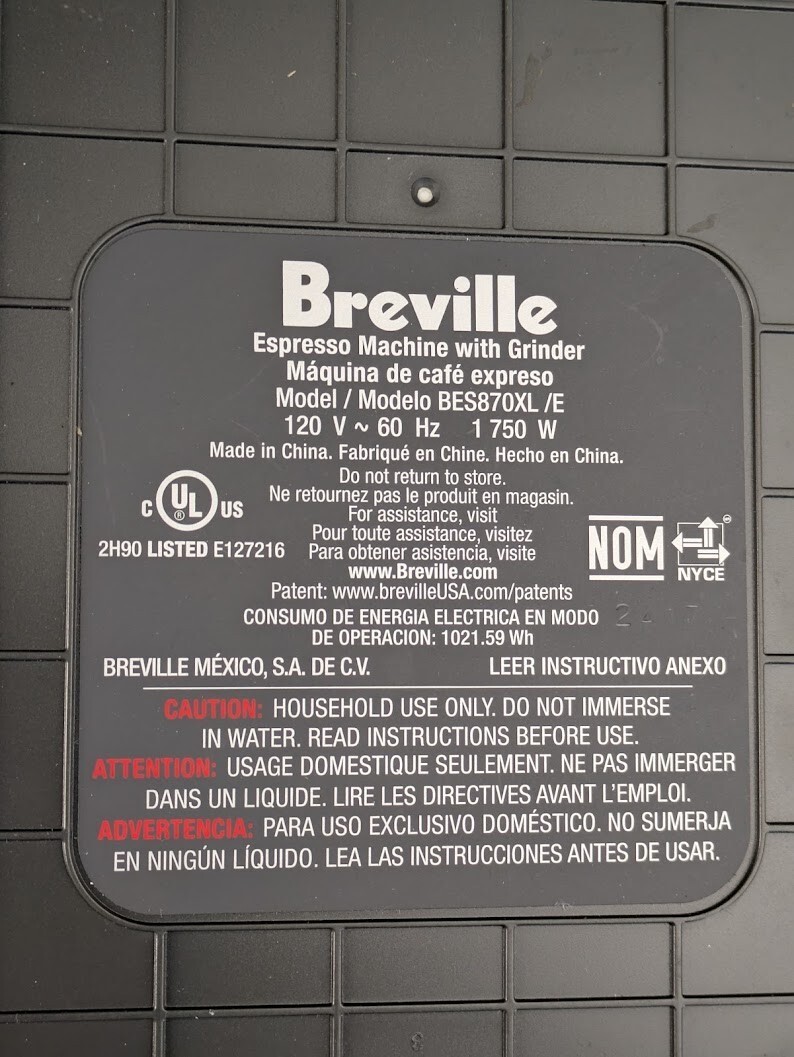 Breville
Espresso Machine with Grinder
Máquina de café expreso
Model / Modelo BES870XL /E
120 V ~ 60 Hz 1 750 W
Made in China. Fabriqué en Chine. Hecho en China.
Do not return to store.
Ne retournez pas le produit en magasin.
For assistance, visit
Pour toute assistance, visitez
Para obtener asistencia, visite
www.Breville.com
Patent: www.brevilleUSA.com/patents
C UL ® US
2H90 LISTED E127216
NOM
NYCE
CONSUMO DE ENERGIA ELECTRICA EN MODO
DE OPERACION: 1021.59 Wh
BREVILLE MÉXICO, S.A. DE C.V. LEER INSTRUCTIVO ANEXO
CAUTION: HOUSEHOLD USE ONLY. DO NOT IMMERSE
IN WATER. READ INSTRUCTIONS BEFORE USE.
ATTENTION: USAGE DOMESTIQUE SEULEMENT. NE PAS IMMERGER
DANS UN LIQUIDE. LIRE LES DIRECTIVES AVANT L'EMPLOI.
ADVERTENCIA: PARA USO EXCLUSIVO DOMÉSTICO. NO SUMERJA
EN NINGÚN LÍQUIDO. LEA LAS INSTRUCCIONES ANTES DE USAR.